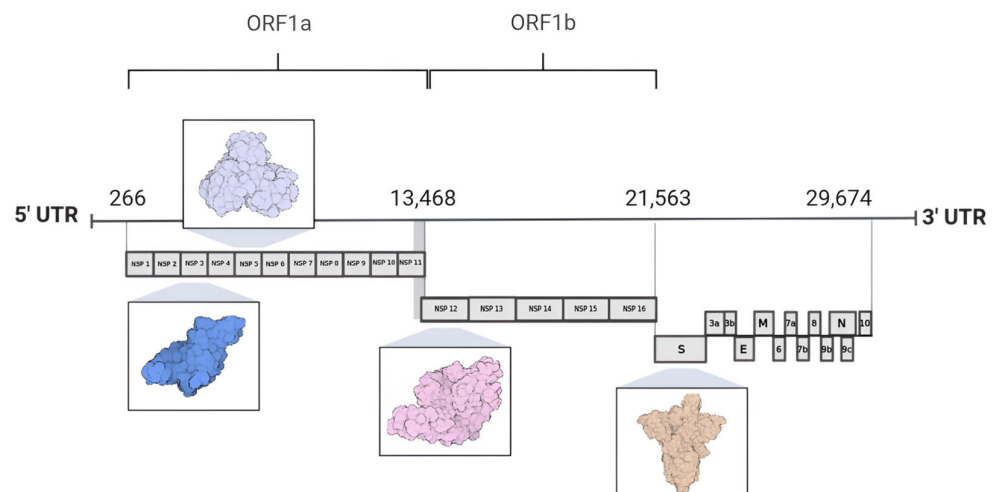 ORF1a ORF1b
266 13,468 21,563 29,674
5' UTR 3' UTR
NSP 1 NSP 2 NSP 3 NSP 4 NSP 5 NSP 6 NSP 7 NSP 8 NSP 9 NSP 10 NSP 11
NSP 12 NSP 13 NSP 14 NSP 15 NSP 16
3a 3b M 7a 8 N 10
S E 6 7b 9b 9c